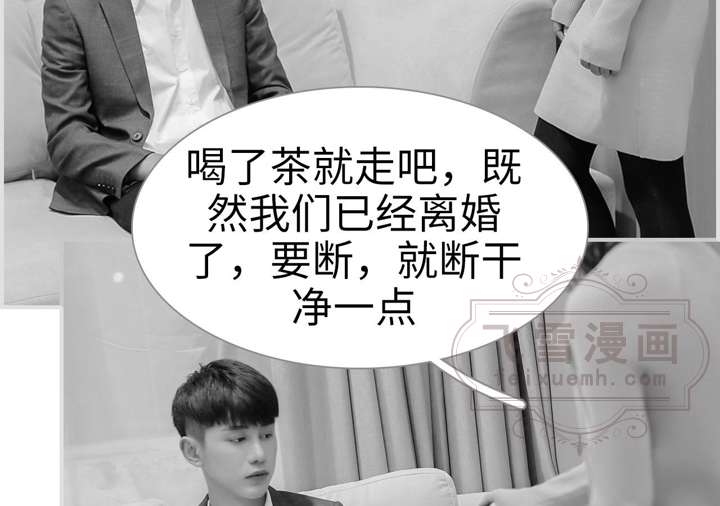 喝了茶就走吧，既
然我们已经离婚
了，要断，就断干
净一点
飞雪漫画
feixuemh.com